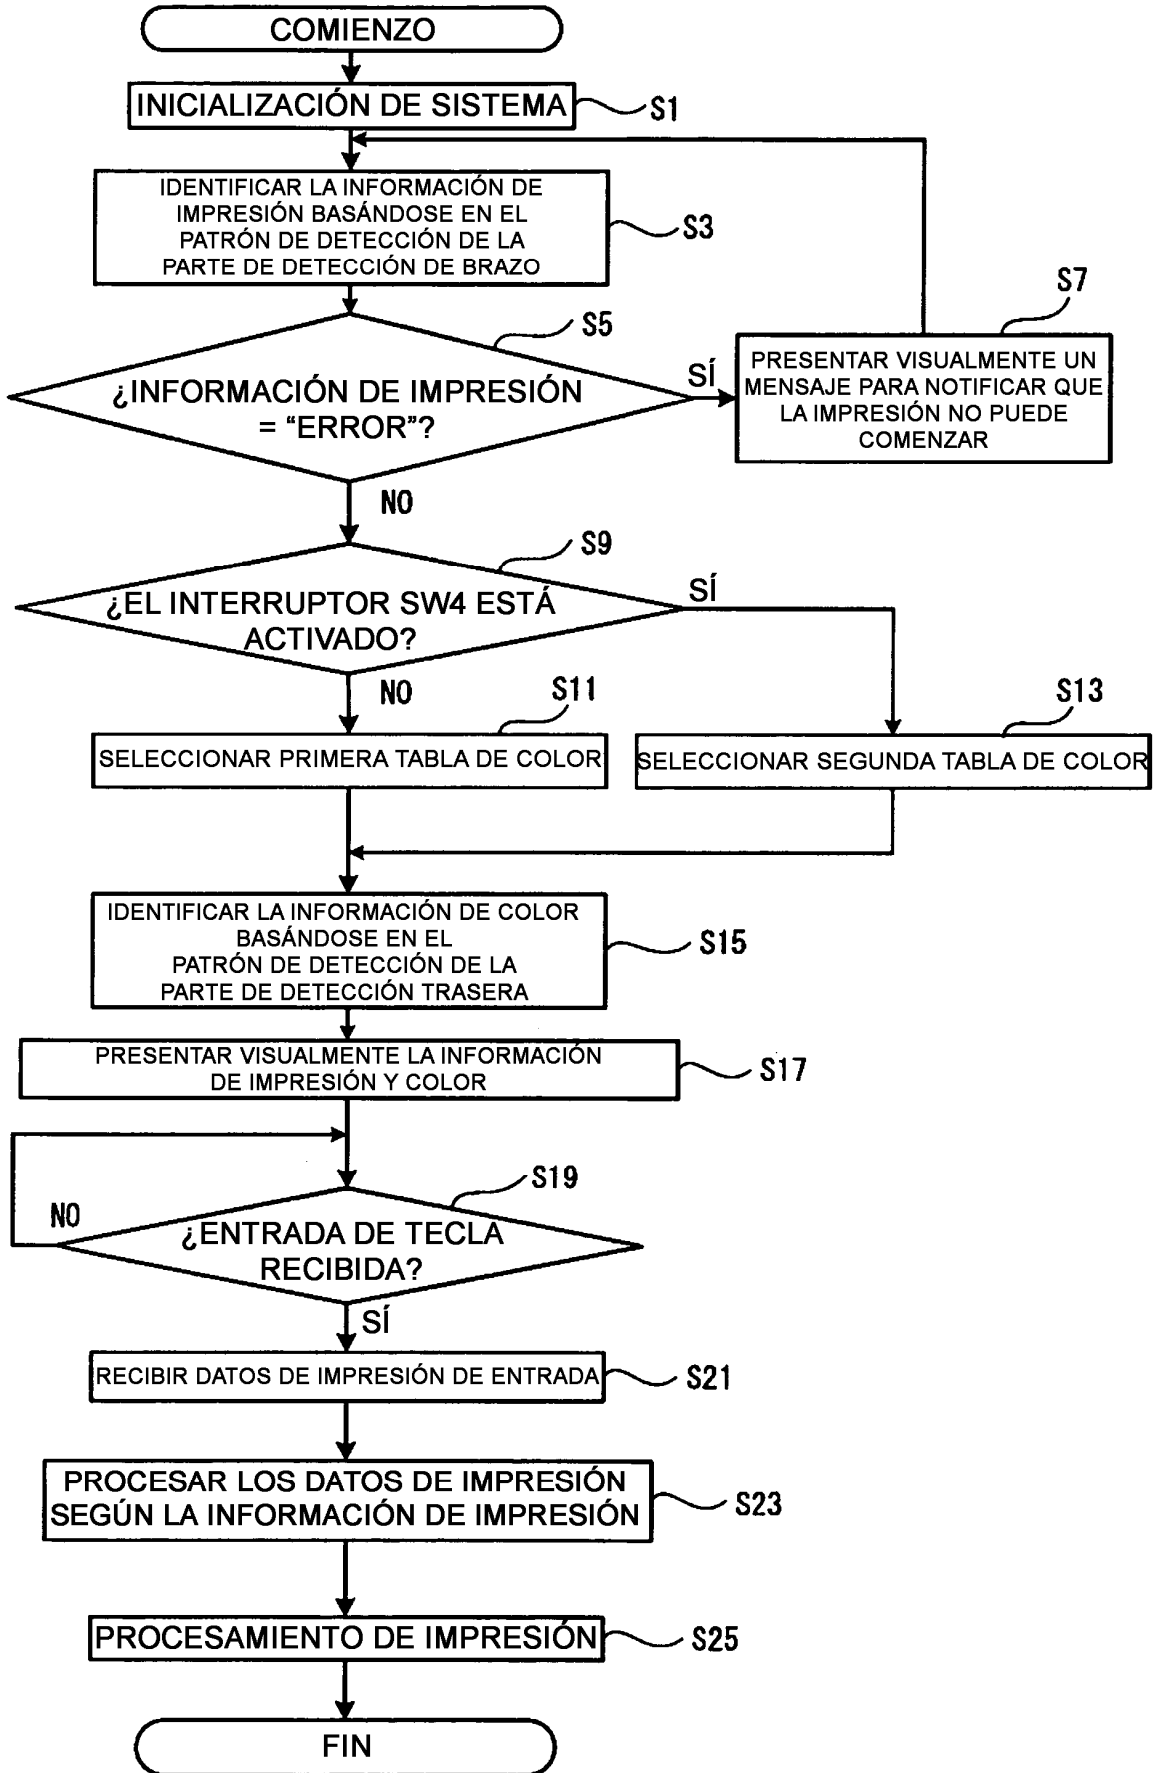 COMIENZO
INICIALIZACIÓN DE SISTEMA
S1
IDENTIFICAR LA INFORMACIÓN DE
IMPRESIÓN BASÁNDOSE EN EL
PATRÓN DE DETECCIÓN DE LA
PARTE DE DETECCIÓN DE BRAZO
S3
S5
¿INFORMACIÓN DE IMPRESIÓN
= “ERROR”?
SÍ
S7
PRESENTAR VISUALMENTE UN
MENSAJE PARA NOTIFICAR QUE
LA IMPRESIÓN NO PUEDE
COMENZAR
NO
S9
¿EL INTERRUPTOR SW4 ESTÁ
ACTIVADO?
SÍ
NO
S11
SELECCIONAR PRIMERA TABLA DE COLOR
S13
SELECCIONAR SEGUNDA TABLA DE COLOR
IDENTIFICAR LA INFORMACIÓN DE COLOR
BASÁNDOSE EN EL
PATRÓN DE DETECCIÓN DE LA
PARTE DE DETECCIÓN TRASERA
S15
PRESENTAR VISUALMENTE LA INFORMACIÓN
DE IMPRESIÓN Y COLOR
S17
S19
NO
¿ENTRADA DE TECLA
RECIBIDA?
SÍ
RECIBIR DATOS DE IMPRESIÓN DE ENTRADA
S21
PROCESAR LOS DATOS DE IMPRESIÓN
SEGÚN LA INFORMACIÓN DE IMPRESIÓN
S23
PROCESAMIENTO DE IMPRESIÓN
S25
FIN